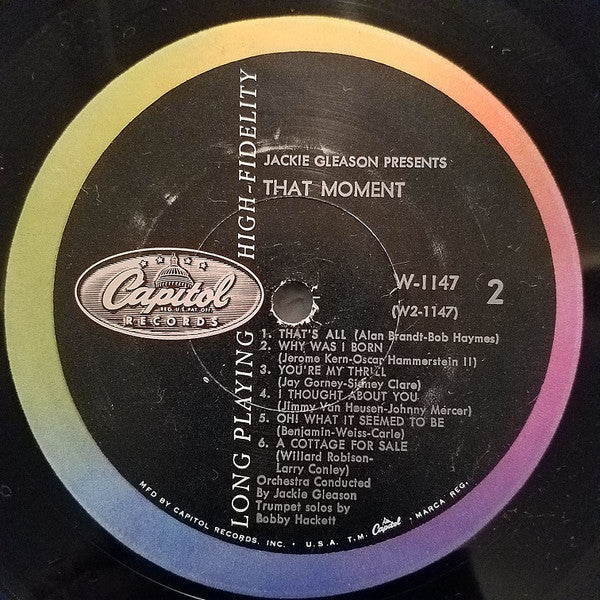 JACKIE GLEASON PRESENTS
THAT MOMENT
LONG PLAYING HIGH-FIDELITY
Capitol
REG. U.S. PAT. OFF.
RECORDS
W-1147
2
(W2-1147)
1. THAT'S ALL (Alan Brandt-Bob Haymes)
2. WHY WAS I BORN
(Jerome Kern-Oscar Hammerstein II)
3. YOU'RE MY THRILL
(Jay Gorney-Sidney Clare)
4. I THOUGHT ABOUT YOU
(Jimmy Van Heusen-Johnny Mercer)
5. OH! WHAT IT SEEMED TO BE
(Benjamin-Weiss-Carle)
6. A COTTAGE FOR SALE
(Willard Robison-
Larry Conley)
Orchestra Conducted
By Jackie Gleason
Trumpet solos by
Bobby Hackett
MFD BY CAPITOL RECORDS, INC. • U.S.A. T.M. Capitol • MARCA REG.